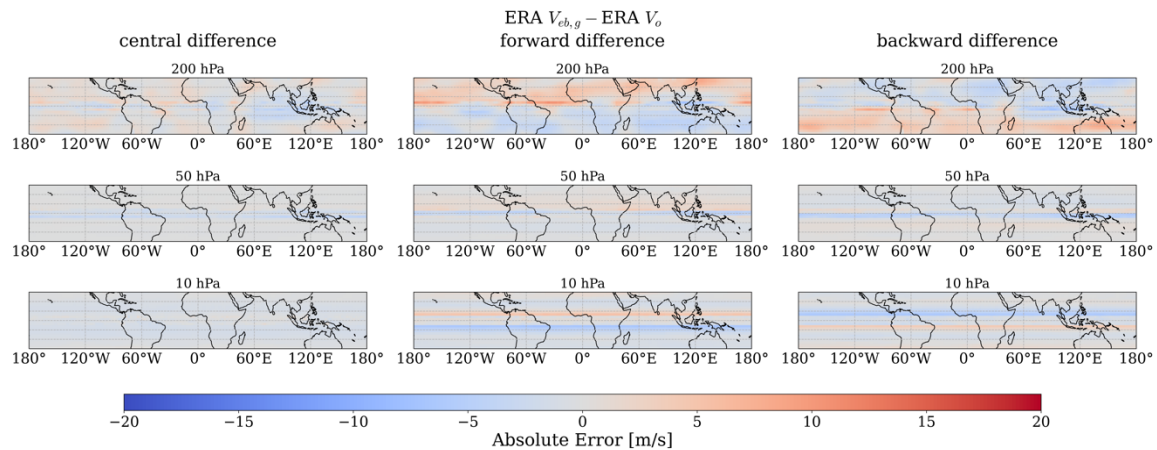 ERA V_{eb,g} − ERA V_o
central difference
forward difference
backward difference
200 hPa
180° 120°W 60°W 0° 60°E 120°E 180°
200 hPa
180° 120°W 60°W 0° 60°E 120°E 180°
200 hPa
180° 120°W 60°W 0° 60°E 120°E 180°
50 hPa
180° 120°W 60°W 0° 60°E 120°E 180°
50 hPa
180° 120°W 60°W 0° 60°E 120°E 180°
50 hPa
180° 120°W 60°W 0° 60°E 120°E 180°
10 hPa
180° 120°W 60°W 0° 60°E 120°E 180°
10 hPa
180° 120°W 60°W 0° 60°E 120°E 180°
10 hPa
180° 120°W 60°W 0° 60°E 120°E 180°
−20 −15 −10 −5 0 5 10 15 20
Absolute Error [m/s]